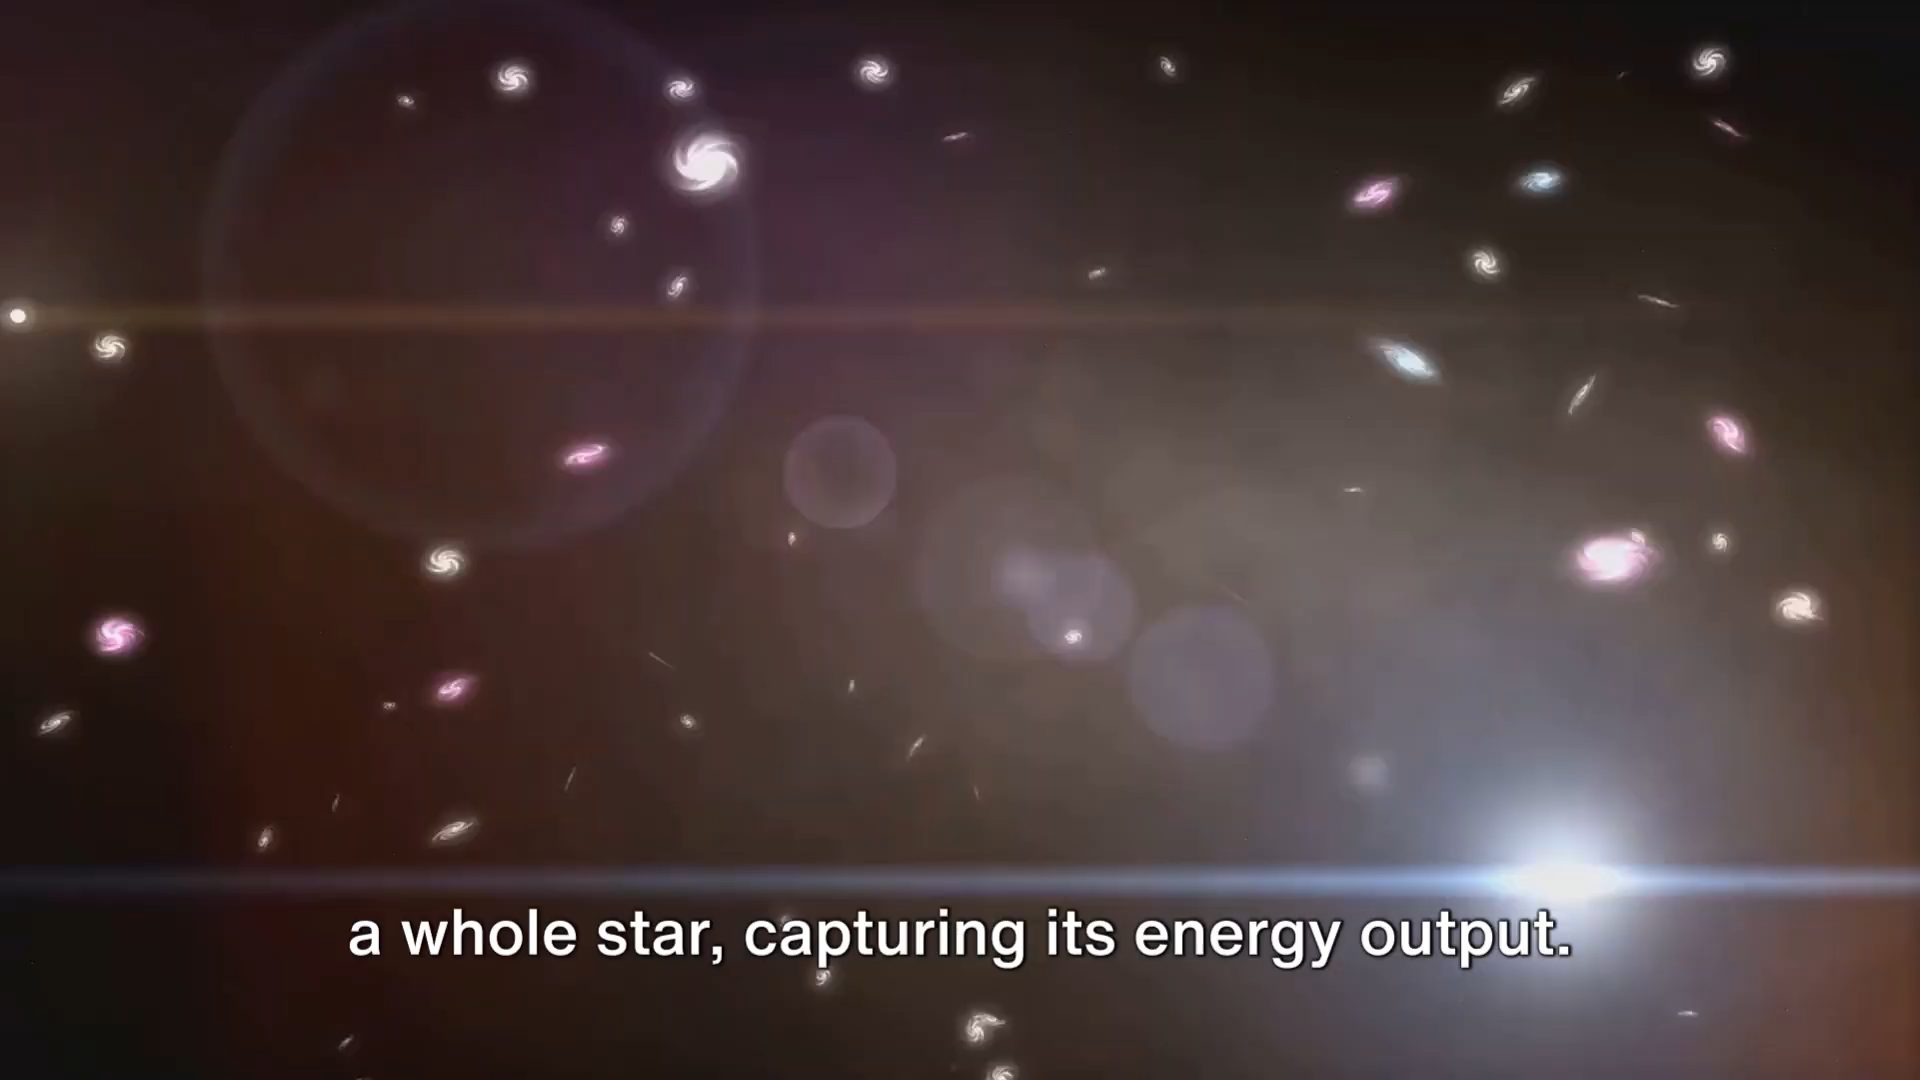 a whole star, capturing its energy output.